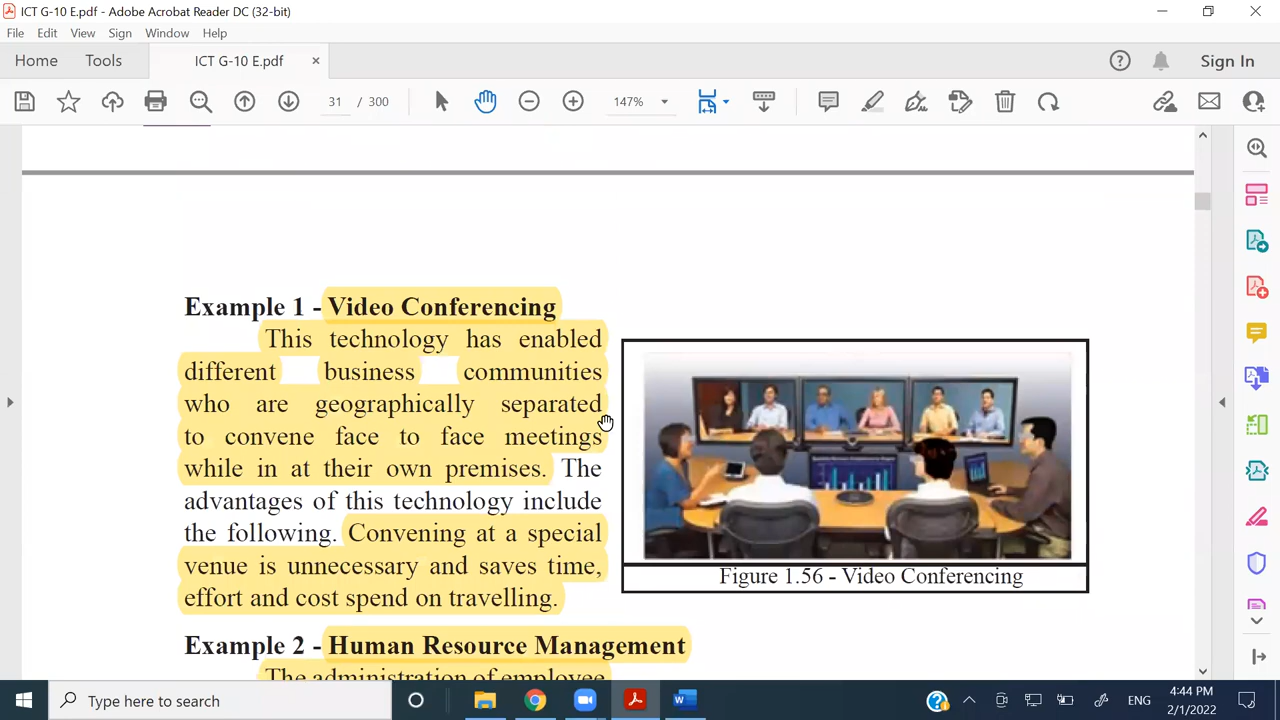 ICT G-10 E.pdf - Adobe Acrobat Reader DC (32-bit)
File Edit View Sign Window Help
Home Tools ICT G-10 E.pdf × Sign In
31 / 300 147%
Example 1 - Video Conferencing
This technology has enabled
different business communities
who are geographically separated
to convene face to face meetings
while in at their own premises. The
advantages of this technology include
the following. Convening at a special
venue is unnecessary and saves time,
effort and cost spend on travelling.
Figure 1.56 - Video Conferencing
Example 2 - Human Resource Management
The administration of employee
Type here to search
ENG
4:44 PM
2/1/2022